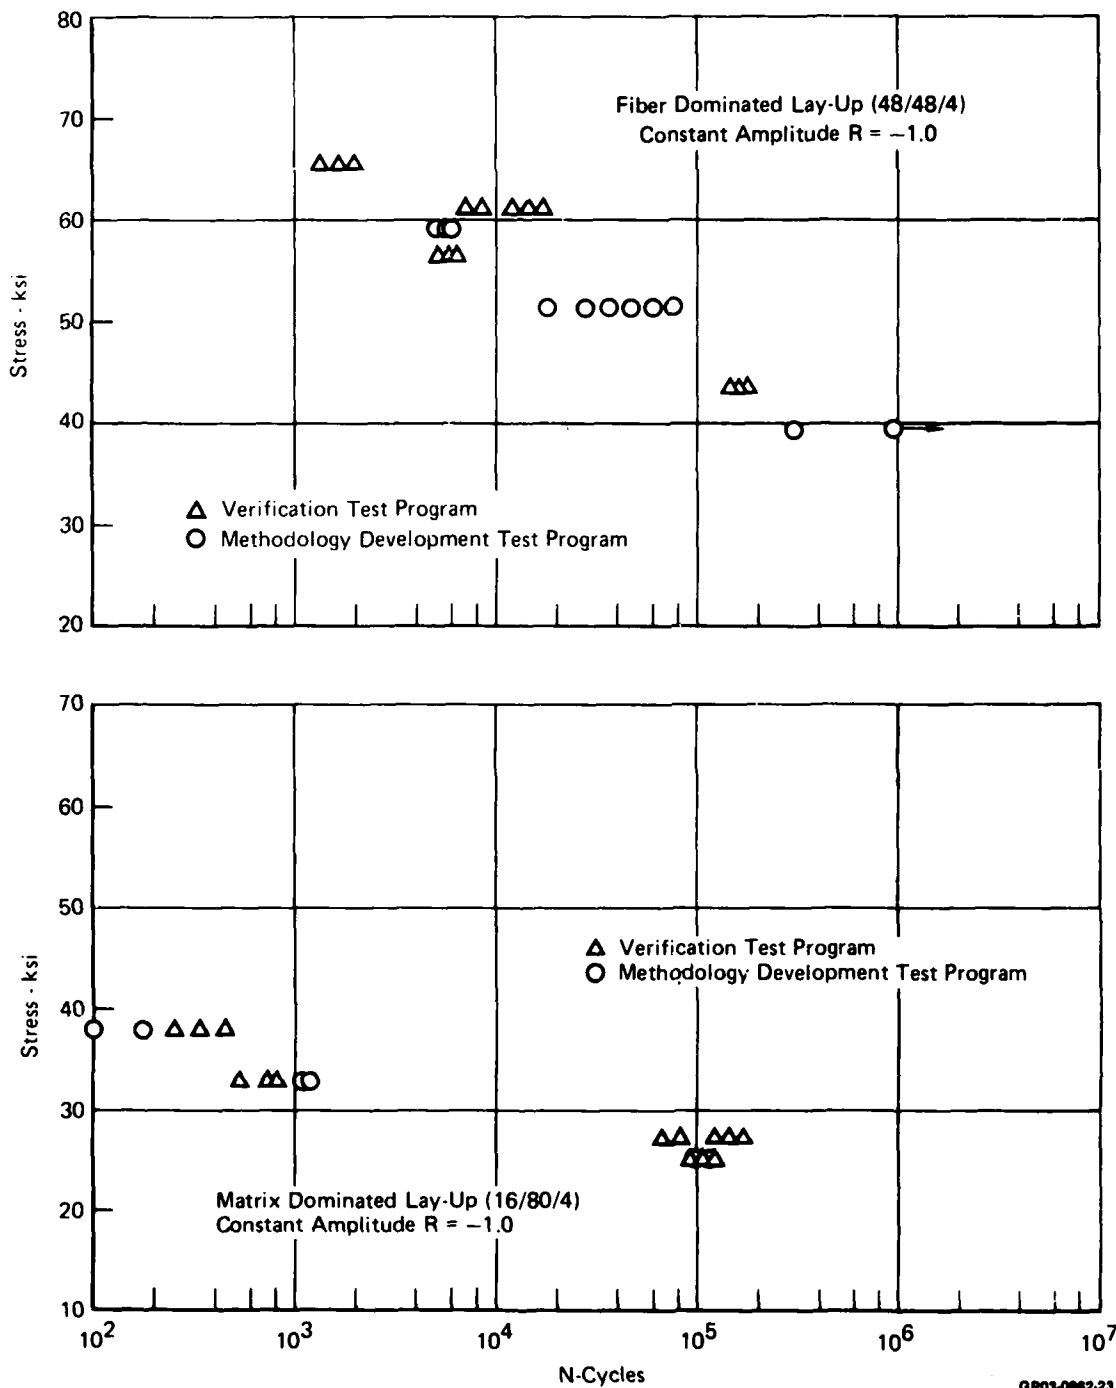 80
70
60
50
40
30
20
Stress - ksi
Fiber Dominated Lay-Up (48/48/4)
Constant Amplitude R = −1.0
Verification Test Program
Methodology Development Test Program
70
60
50
40
30
20
10
Stress - ksi
Verification Test Program
Methodology Development Test Program
Matrix Dominated Lay-Up (16/80/4)
Constant Amplitude R = −1.0
10² 10³ 10⁴ 10⁵ 10⁶ 10⁷
N-Cycles
GP03-0862-23